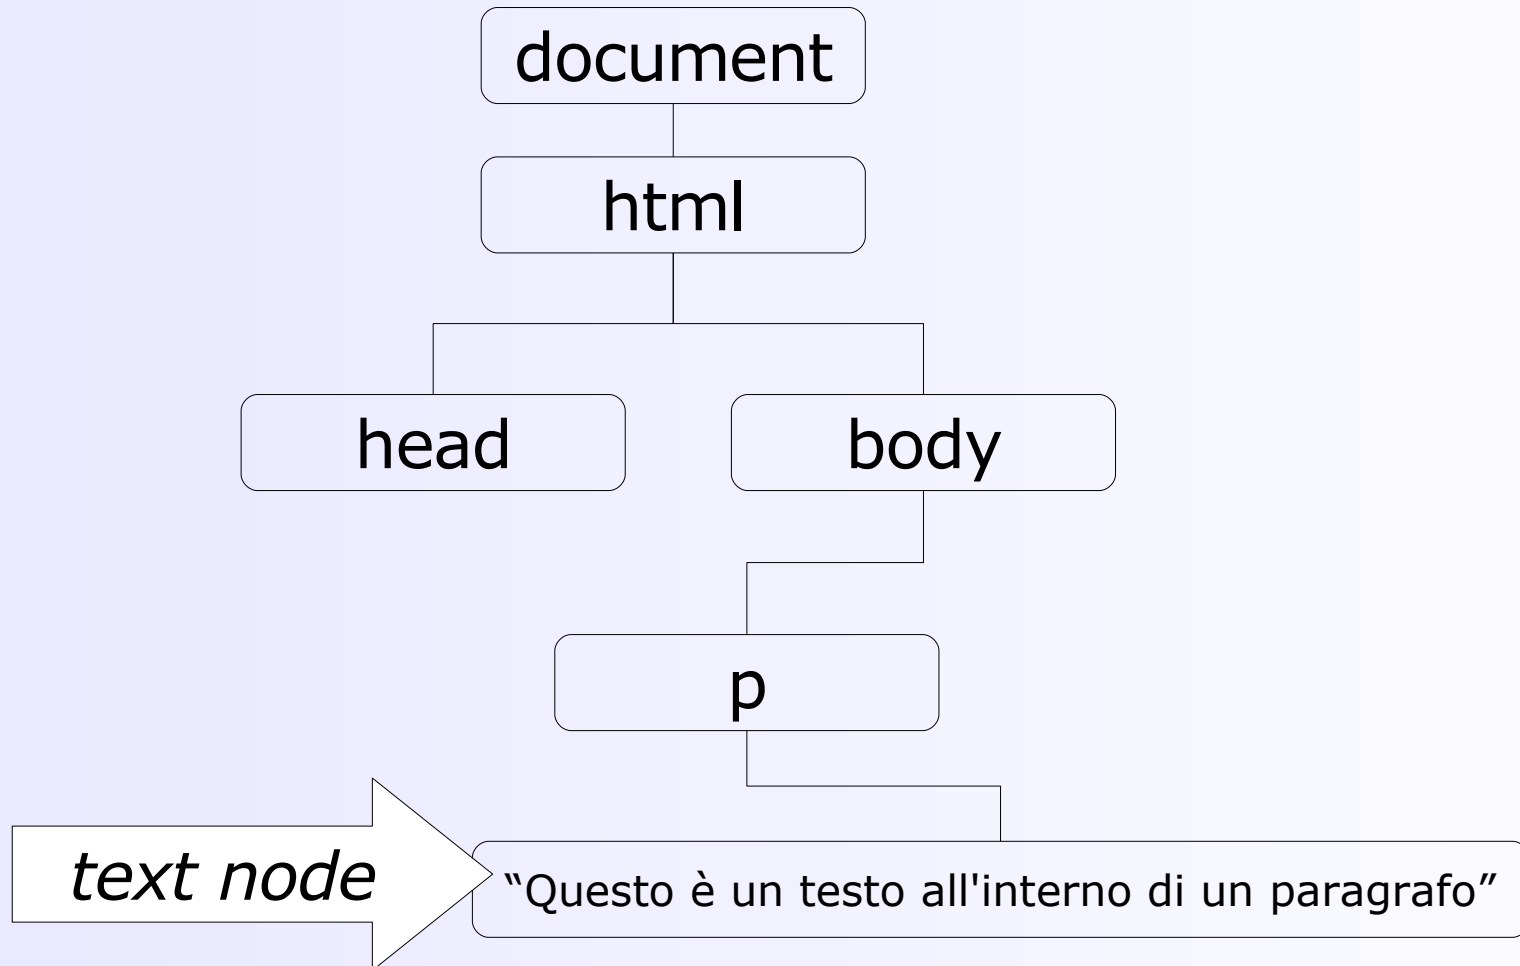 document
html
head
body
p
text node
“Questo è un testo all'interno di un paragrafo”